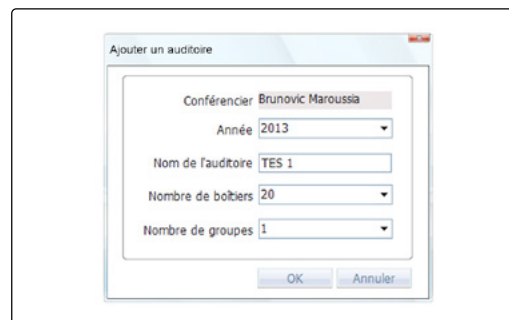 Ajouter un auditoire
Conférencier Brunovic Maroussia
Année 2013
Nom de l'auditoire TES 1
Nombre de boîtiers 20
Nombre de groupes 1
OK Annuler